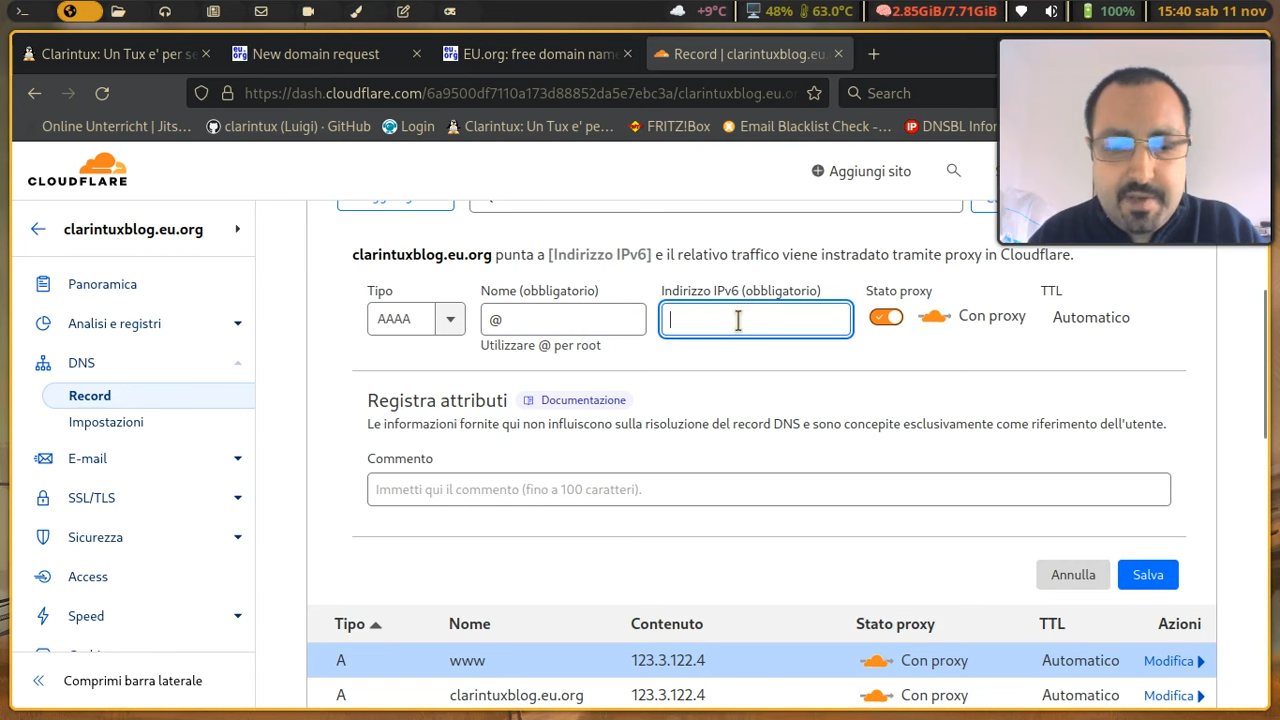 +9°C
48%
63.0°C
2.85GiB/7.71GiB
100%
15:40 sab 11 nov
Clarintux: Un Tux e' per se
New domain request
EU.org: free domain name
Record | clarintuxblog.eu.
https://dash.cloudflare.com/6a9500df7110a173d88852da5e7ebc3a/clarintuxblog.eu.or
Search
Online Unterricht | Jits...
clarintux (Luigi) · GitHub
Login
Clarintux: Un Tux e' pe...
FRITZ!Box
Email Blacklist Check -...
DNSBL Infor
CLOUDFLARE
Aggiungi sito
clarintuxblog.eu.org
Panoramica
Analisi e registri
DNS
Record
Impostazioni
E-mail
SSL/TLS
Sicurezza
Access
Speed
Comprimi barra laterale
clarintuxblog.eu.org punta a [Indirizzo IPv6] e il relativo traffico viene instradato tramite proxy in Cloudflare.
Tipo
Nome (obbligatorio)
Indirizzo IPv6 (obbligatorio)
Stato proxy
TTL
AAAA
@
Con proxy
Automatico
Utilizzare @ per root
Registra attributi
Documentazione
Le informazioni fornite qui non influiscono sulla risoluzione del record DNS e sono concepite esclusivamente come riferimento dell'utente.
Commento
Immetti qui il commento (fino a 100 caratteri).
Annulla
Salva
Tipo
Nome
Contenuto
Stato proxy
TTL
Azioni
A
www
123.3.122.4
Con proxy
Automatico
Modifica
A
clarintuxblog.eu.org
123.3.122.4
Con proxy
Automatico
Modifica